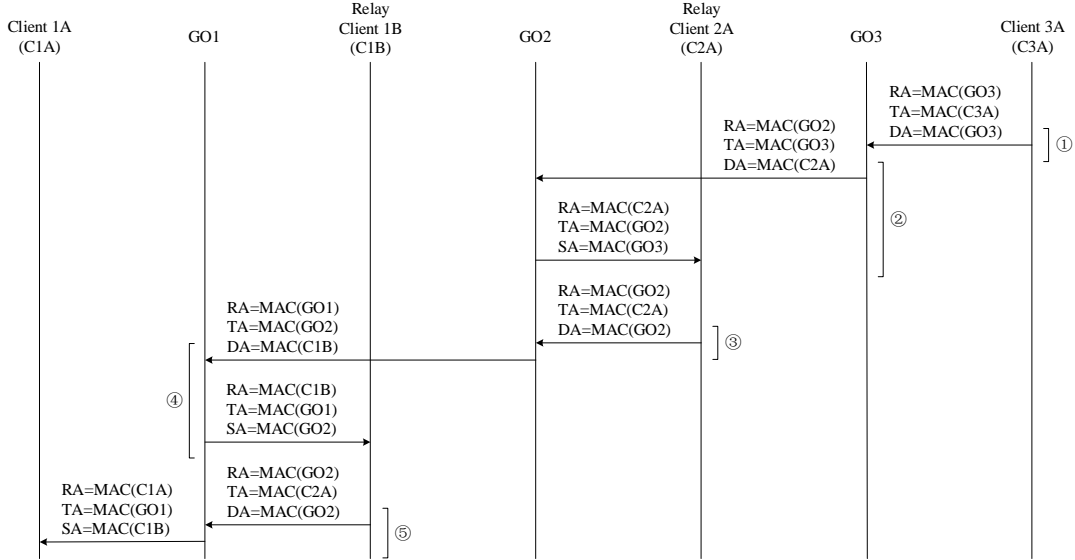 Client 1A
(C1A)
GO1
Relay
Client 1B
(C1B)
GO2
Relay
Client 2A
(C2A)
GO3
Client 3A
(C3A)
RA=MAC(GO3)
TA=MAC(C3A)
DA=MAC(GO3)
①
RA=MAC(GO2)
TA=MAC(GO3)
DA=MAC(C2A)
②
RA=MAC(C2A)
TA=MAC(GO2)
SA=MAC(GO3)
RA=MAC(GO2)
TA=MAC(C2A)
DA=MAC(GO2)
③
RA=MAC(GO1)
TA=MAC(GO2)
DA=MAC(C1B)
④
RA=MAC(C1B)
TA=MAC(GO1)
SA=MAC(GO2)
RA=MAC(GO2)
TA=MAC(C2A)
DA=MAC(GO2)
⑤
RA=MAC(C1A)
TA=MAC(GO1)
SA=MAC(C1B)